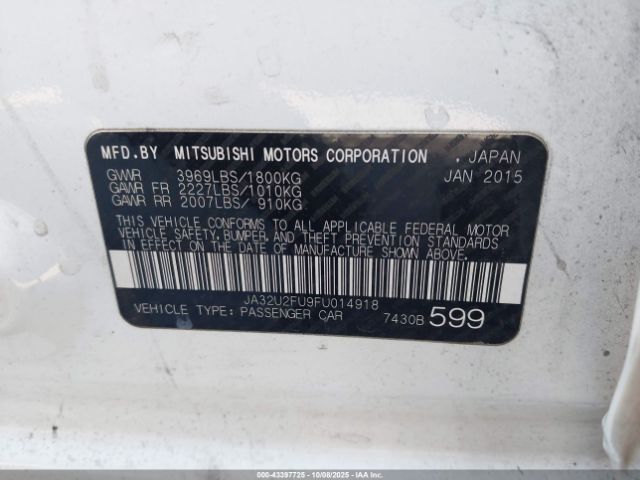 MFD.BY MITSUBISHI MOTORS CORPORATION . JAPAN
GVWR 3969LBS/1800KG JAN 2015
GAWR FR 2227LBS/1010KG
GAWR RR 2007LBS/ 910KG
THIS VEHICLE CONFORMS TO ALL APPLICABLE FEDERAL MOTOR
VEHICLE SAFETY, BUMPER, AND THEFT PREVENTION STANDARDS
IN EFFECT ON THE DATE OF MANUFACTURE SHOWN ABOVE.
JA32U2FU9FU014918
VEHICLE TYPE: PASSENGER CAR 7430B 599
000-43397725 - 10/08/2025 - IAAI.COM